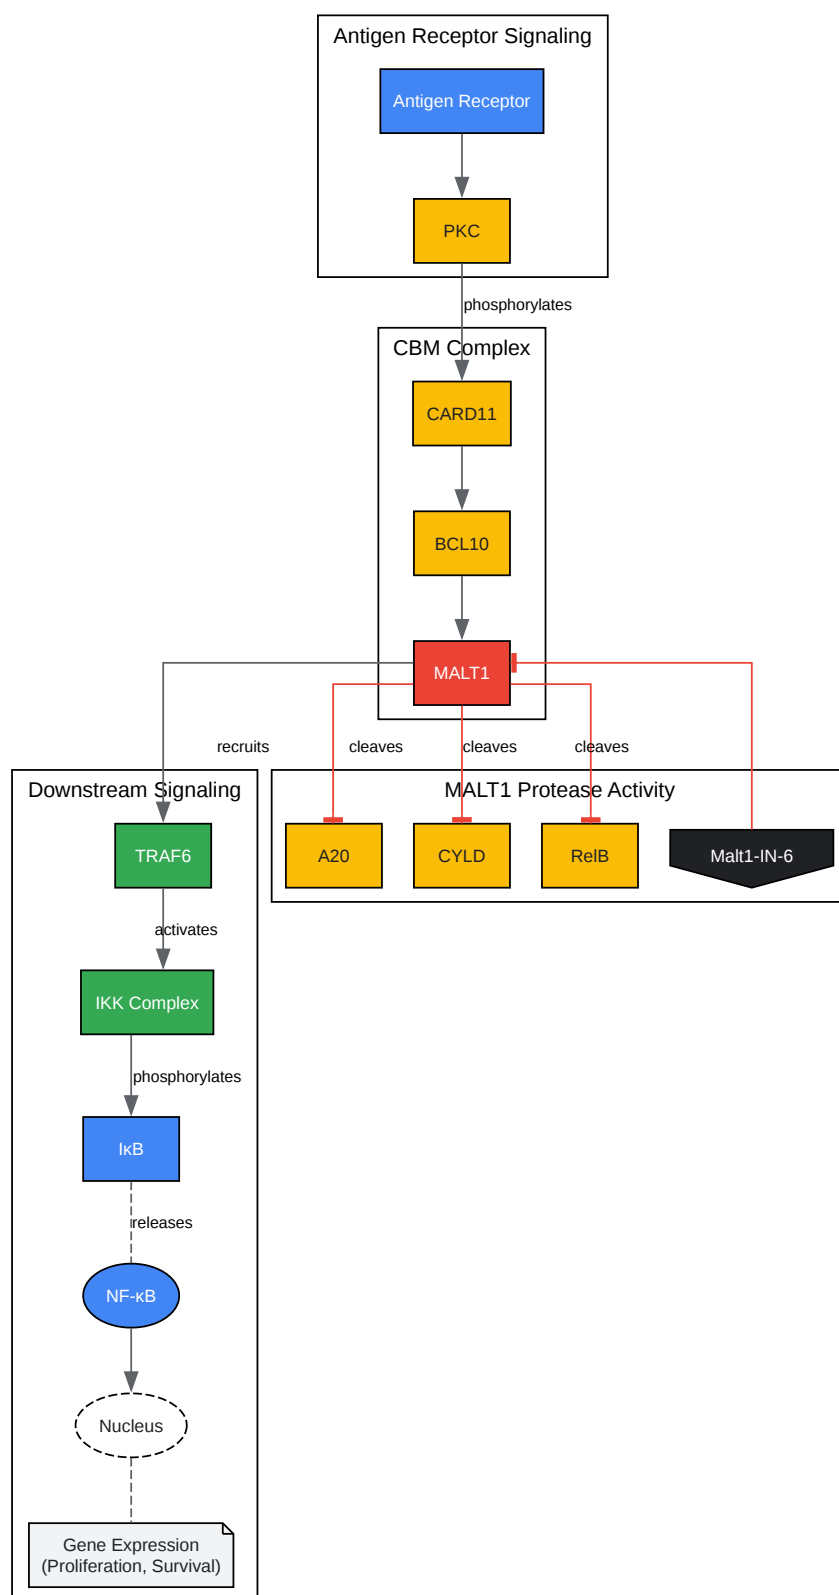 Antigen Receptor Signaling
Antigen Receptor
PKC
phosphorylates
CBM Complex
CARD11
BCL10
MALT1
recruits
cleaves
cleaves
cleaves
Downstream Signaling
MALT1 Protease Activity
TRAF6
A20
CYLD
RelB
Malt1-IN-6
activates
IKK Complex
phosphorylates
IκB
releases
NF-κB
Nucleus
Gene Expression
(Proliferation, Survival)